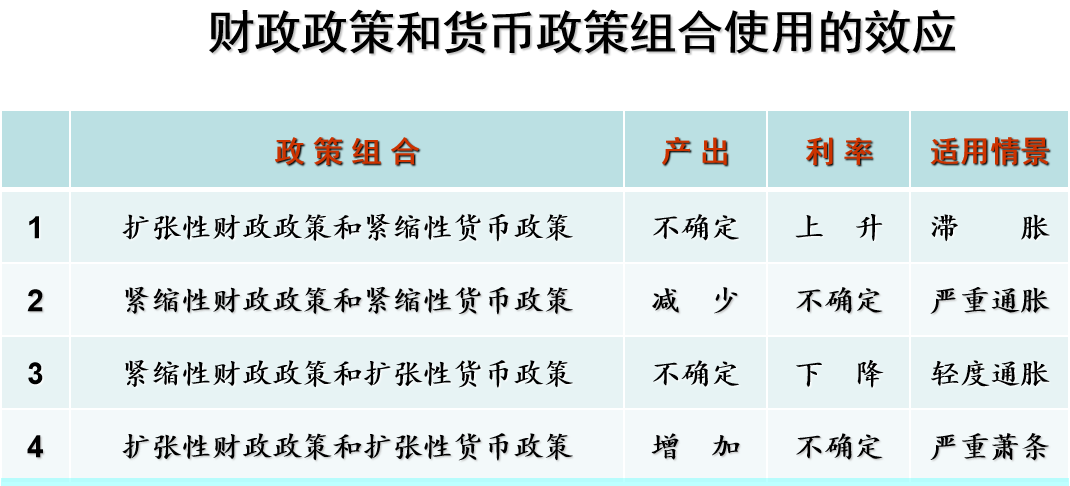 财政政策和货币政策组合使用的效应
政策组合 产出 利率 适用情景
1 扩张性财政政策和紧缩性货币政策 不确定 上升 滞胀
2 紧缩性财政政策和紧缩性货币政策 减少 不确定 严重通胀
3 紧缩性财政政策和扩张性货币政策 不确定 下降 轻度通胀
4 扩张性财政政策和扩张性货币政策 增加 不确定 严重萧条